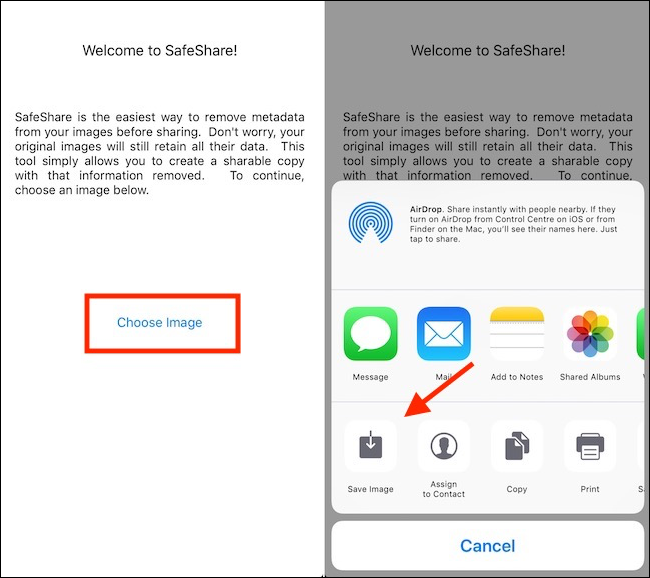 Welcome to SafeShare!
SafeShare is the easiest way to remove metadata
from your images before sharing. Don't worry, your
original images will still retain all their data. This
tool simply allows you to create a sharable copy
with that information removed. To continue,
choose an image below.
Choose Image
Welcome to SafeShare!
SafeShare is the easiest way to remove metadata
from your images before sharing. Don't worry, your
original images will still retain all their data. This
tool simply allows you to create a sharable copy
with that information removed. To continue,
AirDrop. Share instantly with people nearby. If they
turn on AirDrop from Control Centre on iOS or from
Finder on the Mac, you'll see their names here. Just
tap to share.
Message
Mail
Add to Notes
Shared Albums
Save Image
Assign
to Contact
Copy
Print
Cancel